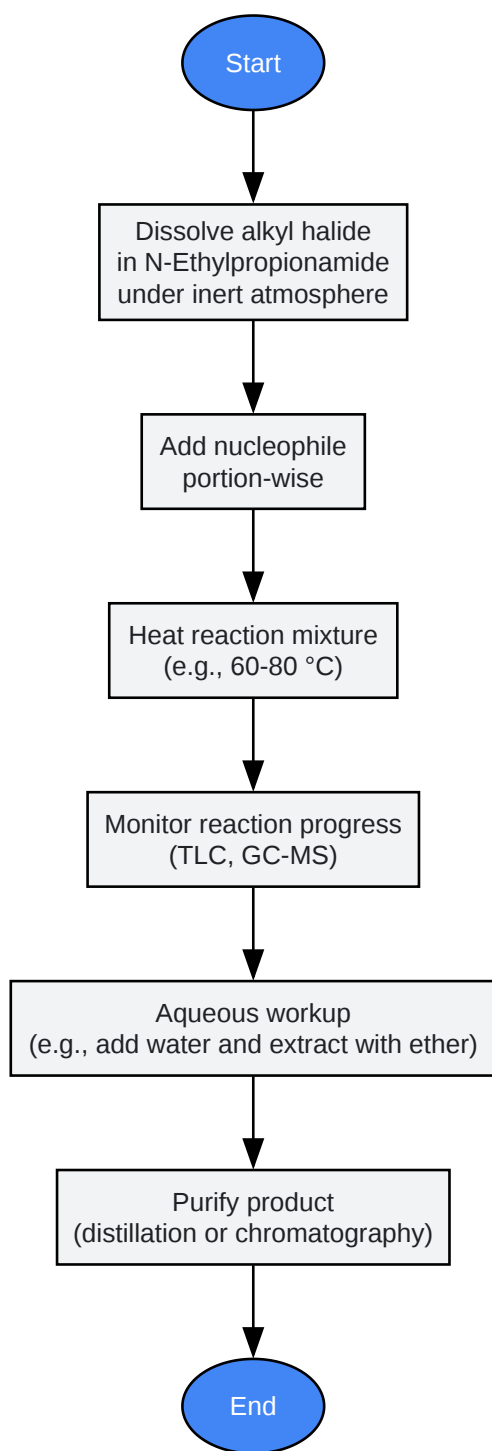 Start
Dissolve alkyl halide
in N-Ethylpropionamide
under inert atmosphere
Add nucleophile
portion-wise
Heat reaction mixture
(e.g., 60-80 °C)
Monitor reaction progress
(TLC, GC-MS)
Aqueous workup
(e.g., add water and extract with ether)
Purify product
(distillation or chromatography)
End